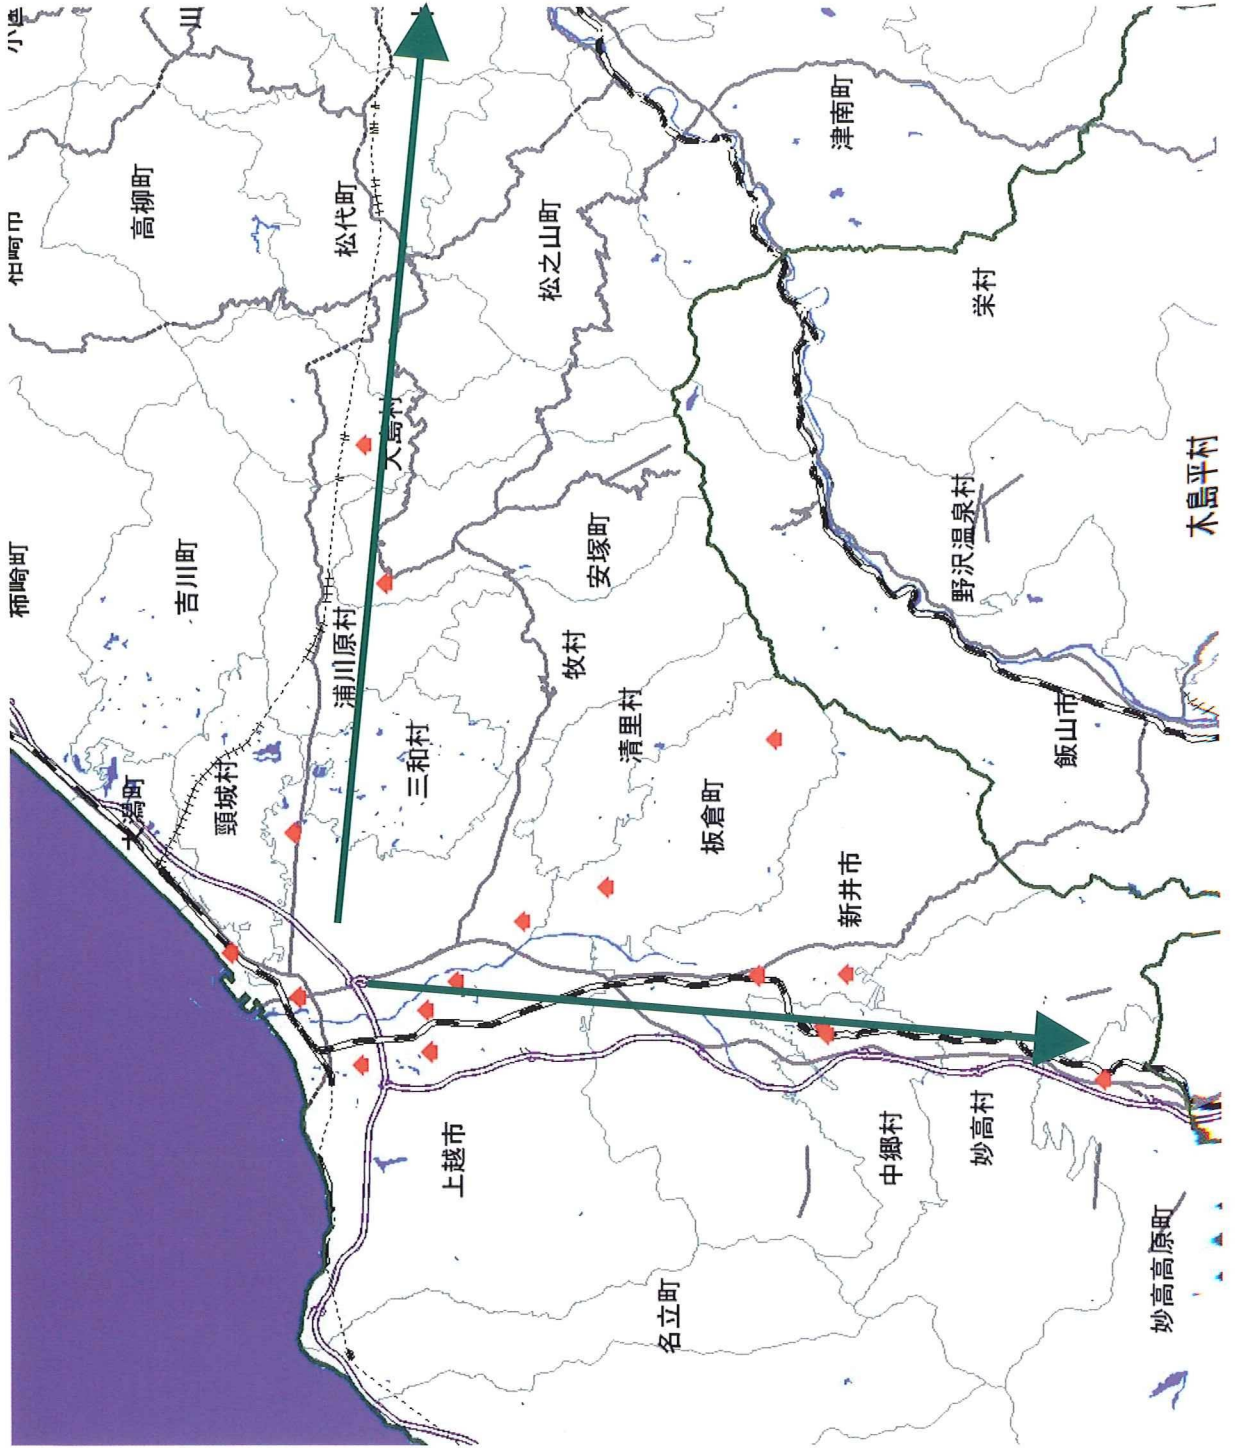 柿崎町
大潟町
高柳町
吉川町
川
頸城村
松代町
浦川原村
大島村
三和村
上越市
松之山町
牧村
安塚町
清里村
名立町
板倉町
津南町
新井市
中郷村
野沢温泉村
妙高村
栄村
飯山市
妙高高原町
木島平村